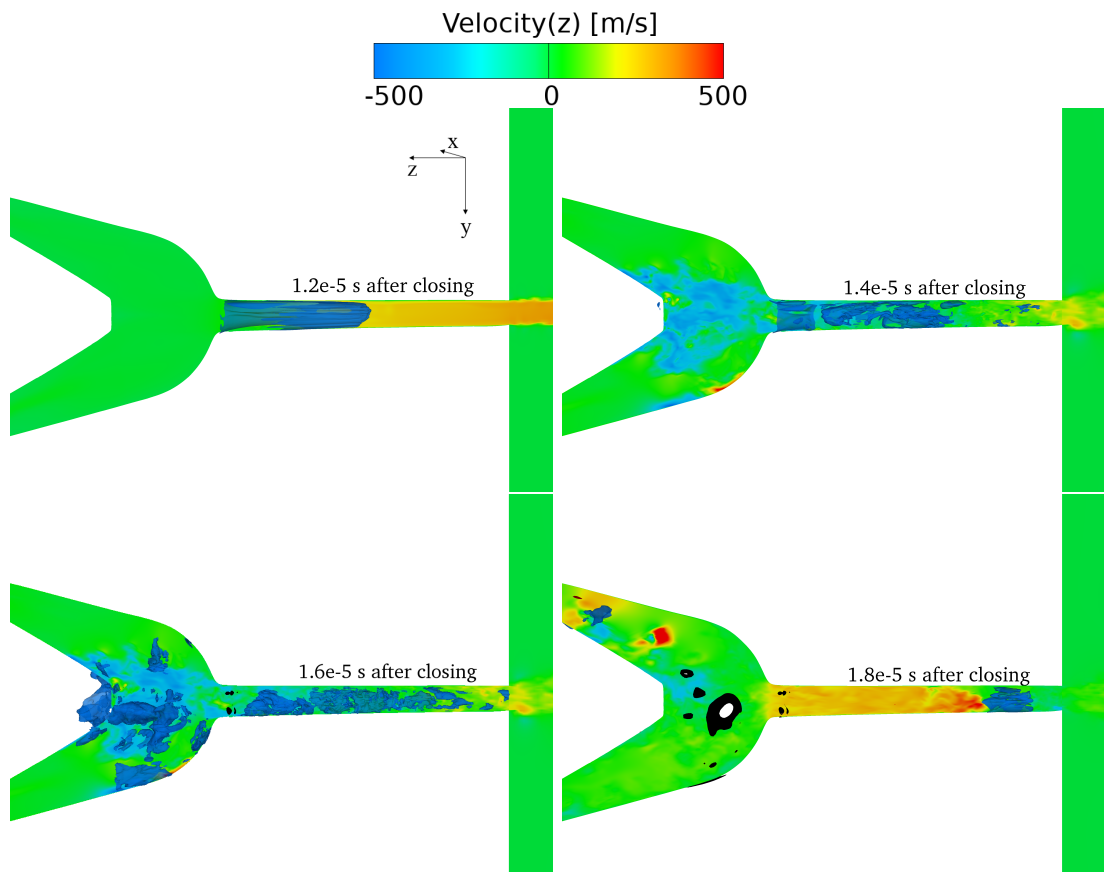 Velocity(z) [m/s]
-500 0 500
x
z
y
1.2e-5 s after closing
1.4e-5 s after closing
1.6e-5 s after closing
1.8e-5 s after closing